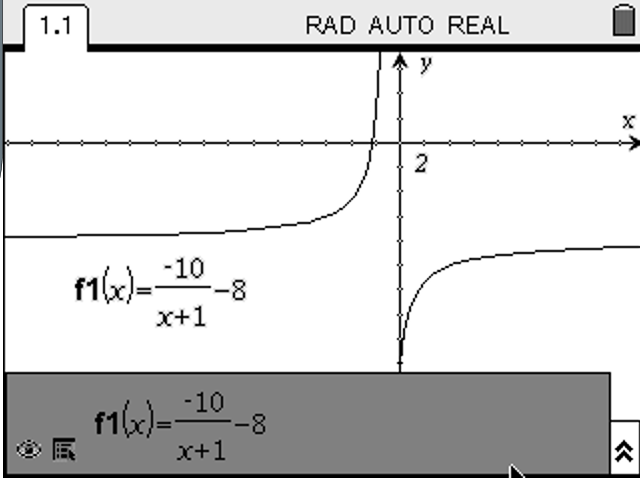 1.1 RAD AUTO REAL
y
x
2
f1(x)=-10/(x+1)-8
f1(x)=-10/(x+1)-8